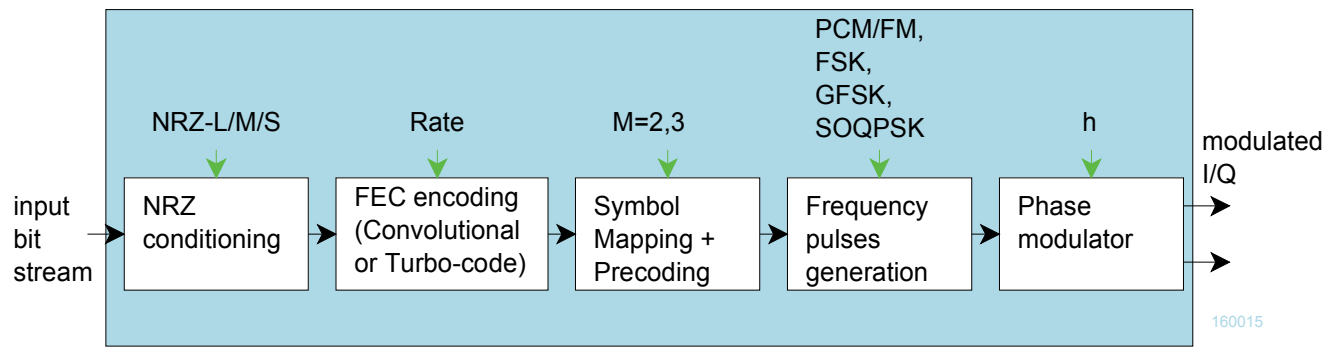 PCM/FM,
FSK,
GFSK,
SOQPSK
NRZ-L/M/S
Rate
M=2,3
h
modulated
I/Q
input
bit
stream
NRZ
conditioning
FEC encoding
(Convolutional
or Turbo-code)
Symbol
Mapping +
Precoding
Frequency
pulses
generation
Phase
modulator
160015